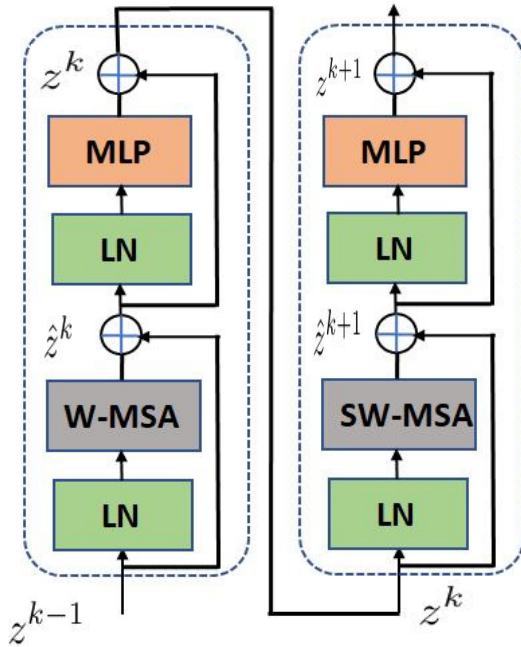 z^k
MLP
LN
ẑ^k
W-MSA
LN
z^{k-1}
z^{k+1}
MLP
LN
ẑ^{k+1}
SW-MSA
LN
z^k